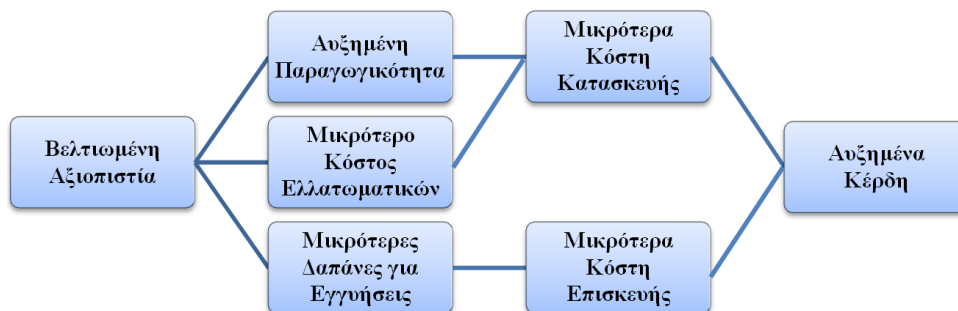 Βελτιωμένη
Αξιοπιστία
Αυξημένη
Παραγωγικότητα
Μικρότερο
Κόστος
Ελλατωματικών
Μικρότερες
Δαπάνες για
Εγγυήσεις
Μικρότερα
Κόστη
Κατασκευής
Μικρότερα
Κόστη
Επισκευής
Αυξημένα
Κέρδη